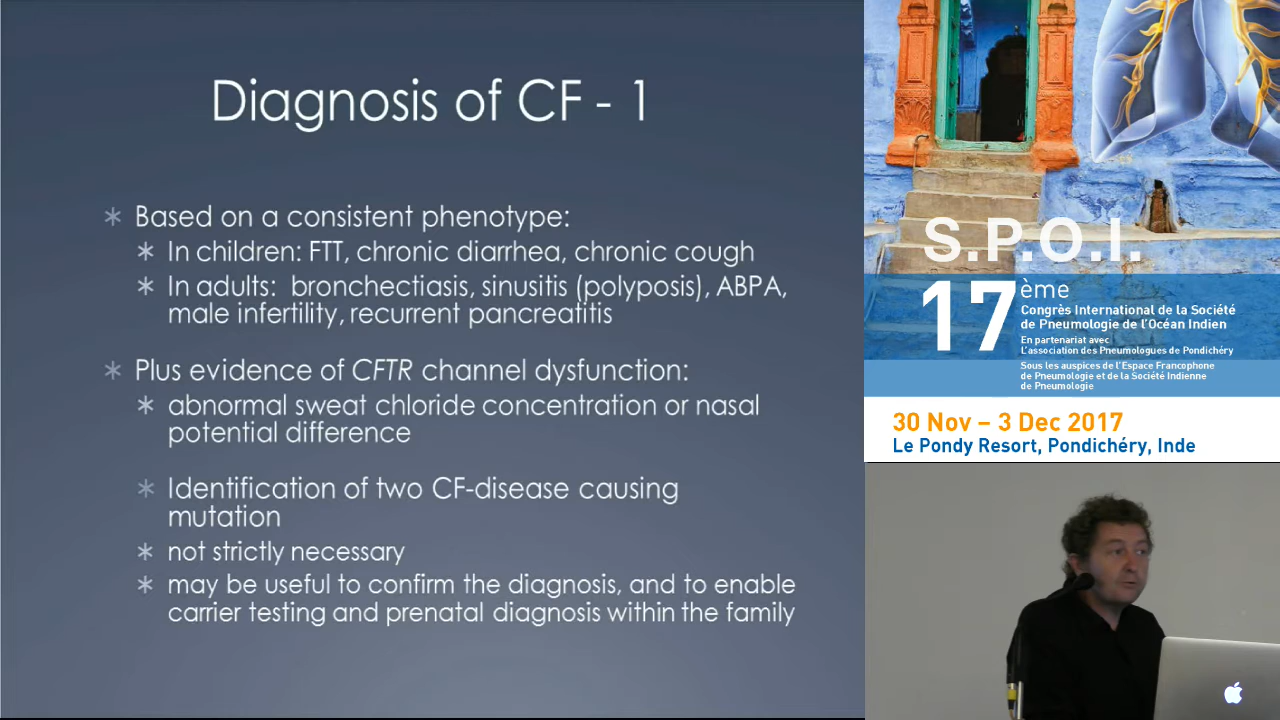 Diagnosis of CF - 1
* Based on a consistent phenotype:
* In children: FTT, chronic diarrhea, chronic cough
* In adults: bronchectiasis, sinusitis (polyposis), ABPA,
male infertility, recurrent pancreatitis
* Plus evidence of CFTR channel dysfunction:
* abnormal sweat chloride concentration or nasal
potential difference
* Identification of two CF-disease causing
mutation
* not strictly necessary
* may be useful to confirm the diagnosis, and to enable
carrier testing and prenatal diagnosis within the family
S.P.O.I.
17ème
Congrès International de la Société
de Pneumologie de l'Océan Indien
En partenariat avec
L'association des Pneumologues de Pondichéry
Sous les auspices de l'Espace Francophone
de Pneumologie et de la Société Indienne
de Pneumologie
30 Nov – 3 Dec 2017
Le Pondy Resort, Pondichéry, Inde